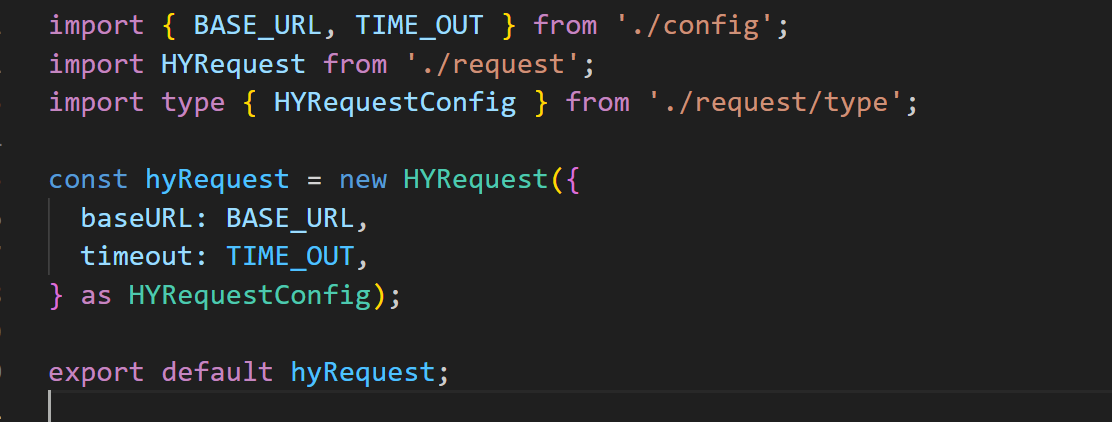 import { BASE_URL, TIME_OUT } from './config';
import HYRequest from './request';
import type { HYRequestConfig } from './request/type';
const hyRequest = new HYRequest({
  baseURL: BASE_URL,
  timeout: TIME_OUT,
} as HYRequestConfig);
export default hyRequest;